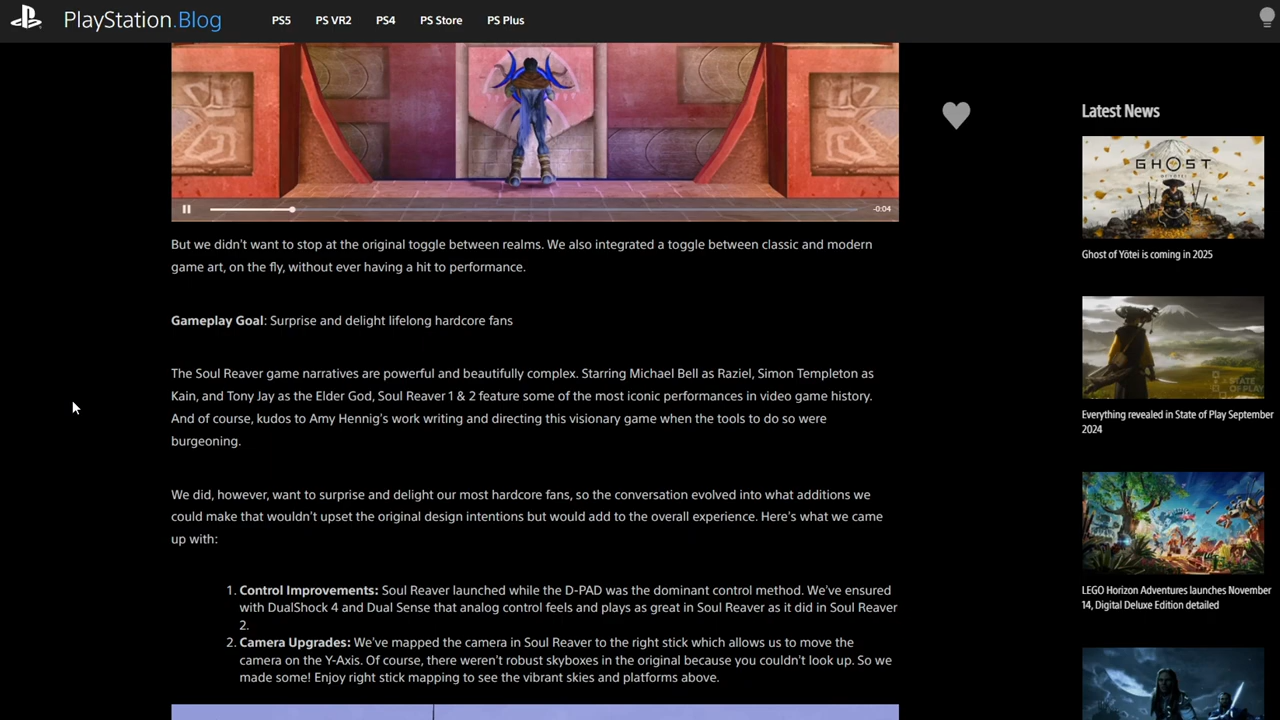 PlayStation.Blog
PS5
PS VR2
PS4
PS Store
PS Plus
-0:04
But we didn't want to stop at the original toggle between realms. We also integrated a toggle between classic and modern
game art, on the fly, without ever having a hit to performance.
Gameplay Goal: Surprise and delight lifelong hardcore fans
The Soul Reaver game narratives are powerful and beautifully complex. Starring Michael Bell as Raziel, Simon Templeton as
Kain, and Tony Jay as the Elder God, Soul Reaver 1 & 2 feature some of the most iconic performances in video game history.
And of course, kudos to Amy Hennig's work writing and directing this visionary game when the tools to do so were
burgeoning.
We did, however, want to surprise and delight our most hardcore fans, so the conversation evolved into what additions we
could make that wouldn't upset the original design intentions but would add to the overall experience. Here's what we came
up with:
1. Control Improvements: Soul Reaver launched while the D-PAD was the dominant control method. We've ensured
with DualShock 4 and Dual Sense that analog control feels and plays as great in Soul Reaver as it did in Soul Reaver
2.
2. Camera Upgrades: We've mapped the camera in Soul Reaver to the right stick which allows us to move the
camera on the Y-Axis. Of course, there weren't robust skyboxes in the original because you couldn't look up. So we
made some! Enjoy right stick mapping to see the vibrant skies and platforms above.
Latest News
GHOST
Ghost of Yōtei is coming in 2025
STATE OF PLAY
Everything revealed in State of Play September
2024
LEGO Horizon Adventures launches November
14, Digital Deluxe Edition detailed